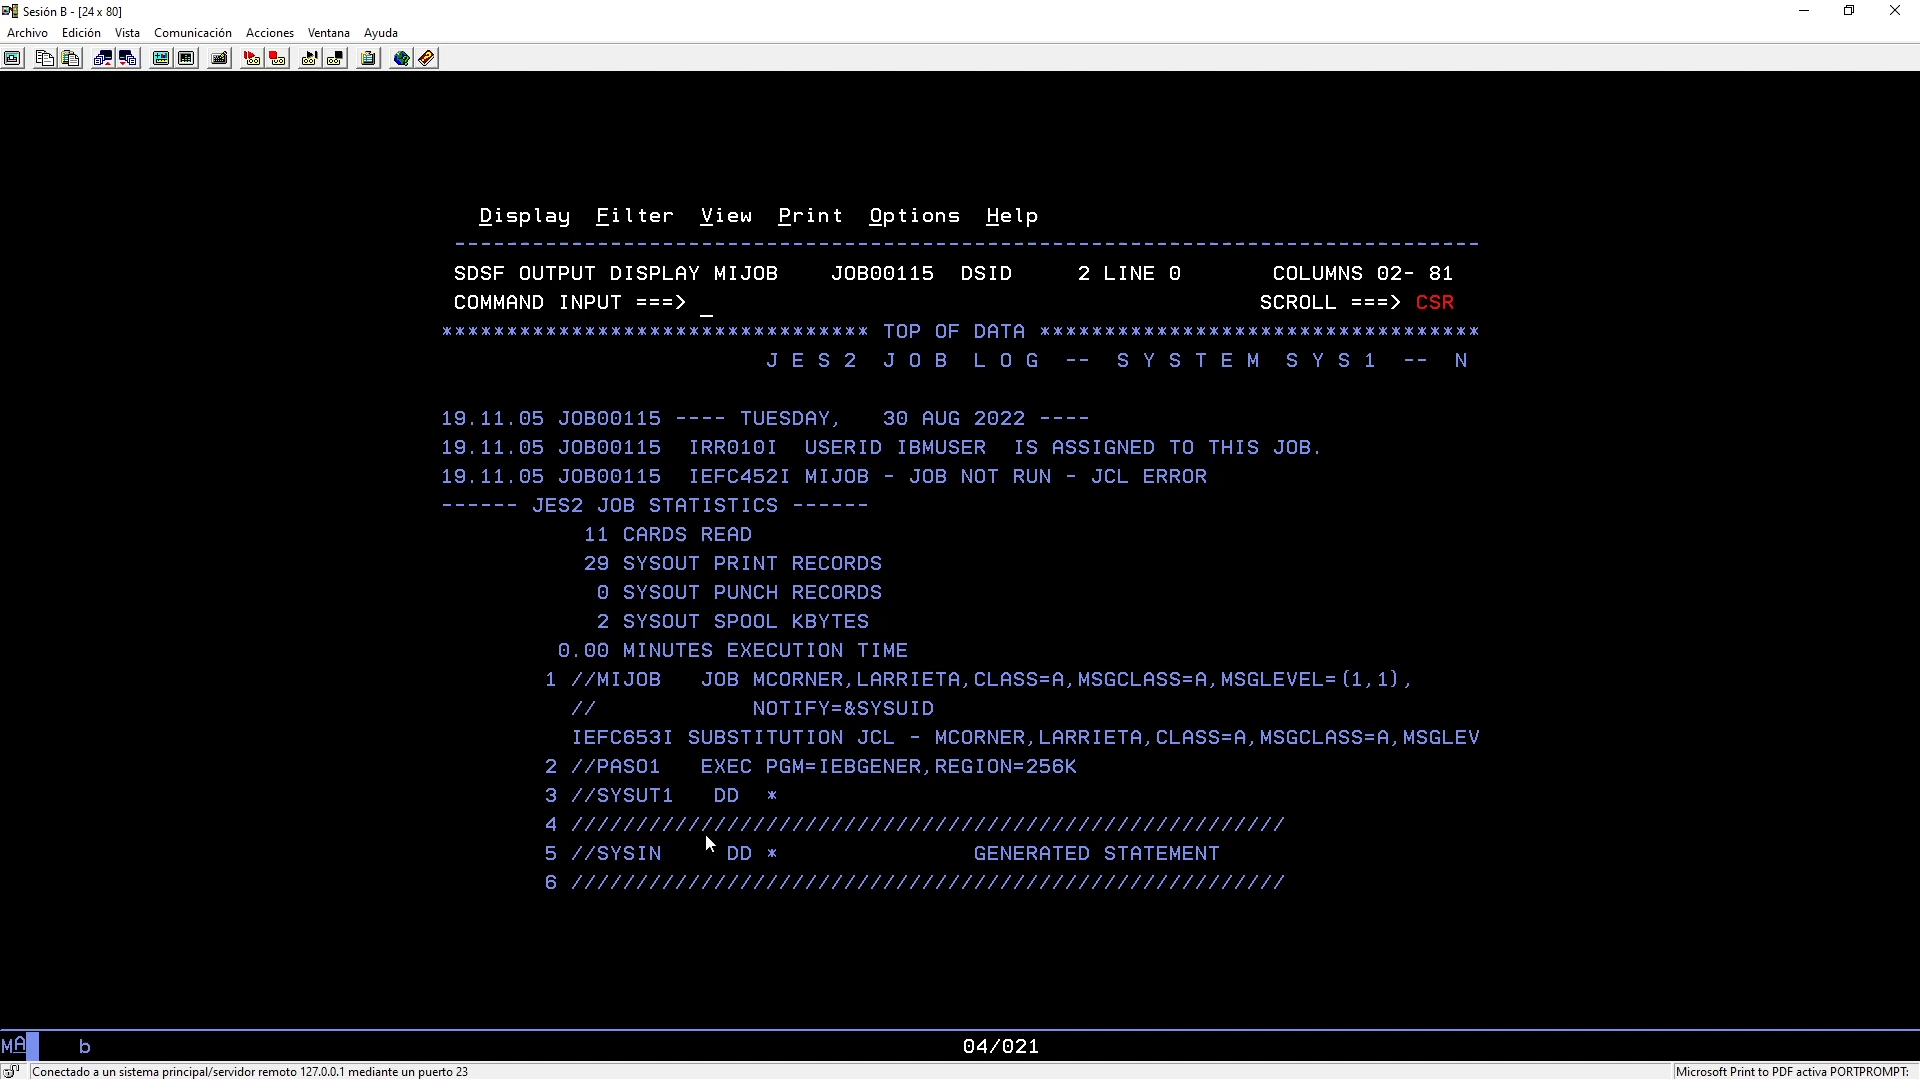 Sesión B - [24 x 80]
Archivo Edición Vista Comunicación Acciones Ventana Ayuda
Display Filter View Print Options Help
--------------------------------------------------------------------------------
SDSF OUTPUT DISPLAY MIJOB JOB00115 DSID 2 LINE 0 COLUMNS 02- 81
COMMAND INPUT ===> _ SCROLL ===> CSR
********************************* TOP OF DATA **********************************
J E S 2 J O B L O G -- S Y S T E M S Y S 1 -- N
19.11.05 JOB00115 ---- TUESDAY, 30 AUG 2022 ----
19.11.05 JOB00115 IRR010I USERID IBMUSER IS ASSIGNED TO THIS JOB.
19.11.05 JOB00115 IEFC452I MIJOB - JOB NOT RUN - JCL ERROR
------ JES2 JOB STATISTICS ------
11 CARDS READ
29 SYSOUT PRINT RECORDS
0 SYSOUT PUNCH RECORDS
2 SYSOUT SPOOL KBYTES
0.00 MINUTES EXECUTION TIME
1 //MIJOB JOB MCORNER,LARRIETA,CLASS=A,MSGCLASS=A,MSGLEVEL=(1,1),
// NOTIFY=&SYSUID
IEFC653I SUBSTITUTION JCL - MCORNER,LARRIETA,CLASS=A,MSGCLASS=A,MSGLEV
2 //PASO1 EXEC PGM=IEBGENER,REGION=256K
3 //SYSUT1 DD *
4 ///////////////////////////////////////////////////////
5 //SYSIN DD * GENERATED STATEMENT
6 ///////////////////////////////////////////////////////
MA b 04/021
Conectado a un sistema principal/servidor remoto 127.0.0.1 mediante un puerto 23 Microsoft Print to PDF activa PORTPROMPT: